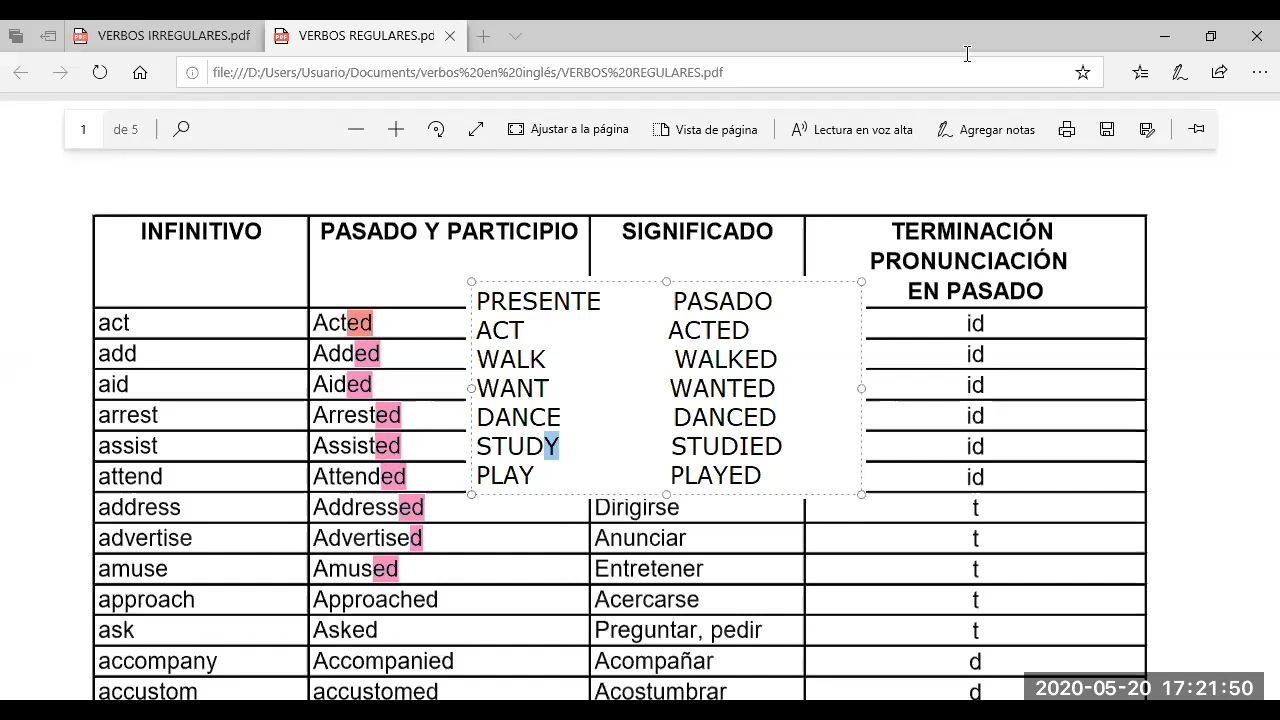 VERBOS IRREGULARES.pdf
VERBOS REGULARES.pd
file:///D:/Users/Usuario/Documents/verbos%20en%20inglés/VERBOS%20REGULARES.pdf
1 de 5 Ajustar a la página Vista de página Lectura en voz alta Agregar notas
INFINITIVO PASADO Y PARTICIPIO SIGNIFICADO TERMINACIÓN
PRONUNCIACIÓN
EN PASADO
PRESENTE PASADO
ACT ACTED
WALK WALKED
WANT WANTED
DANCE DANCED
STUDY STUDIED
PLAY PLAYED
act Acted id
add Added id
aid Aided id
arrest Arrested id
assist Assisted id
attend Attended id
address Addressed Dirigirse t
advertise Advertised Anunciar t
amuse Amused Entretener t
approach Approached Acercarse t
ask Asked Preguntar, pedir t
accompany Accompanied Acompañar d
accustom accustomed Acostumbrar d
2020-05-20 17:21:50